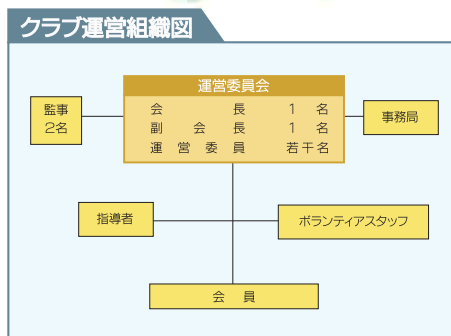 クラブ運営組織図
運営委員会
監事
2名
会長 1名
副会長 1名
運営委員 若干名
事務局
指導者
ボランティアスタッフ
会員